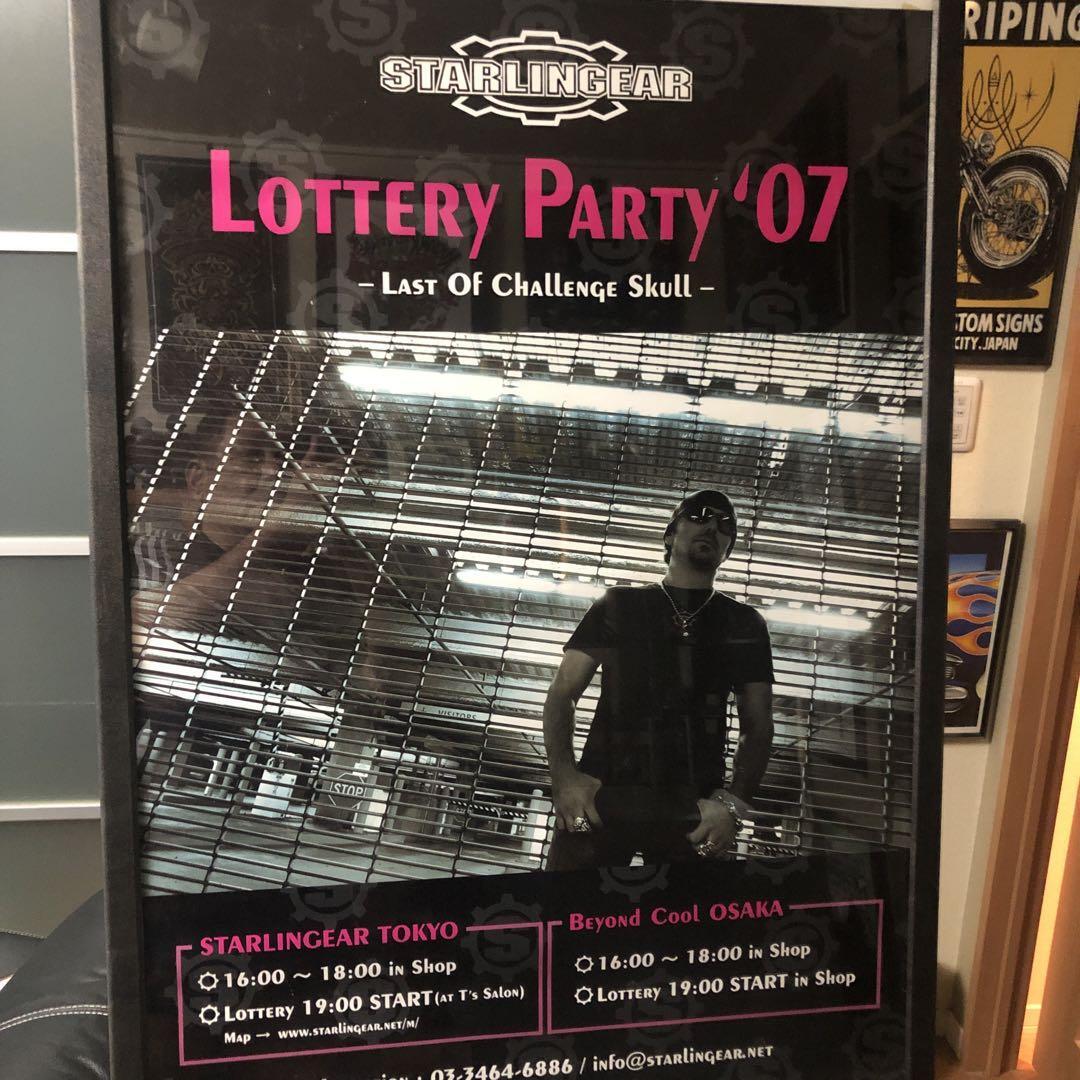 STARLINGEAR
LOTTERY PARTY '07
– LAST OF CHALLENGE SKULL –
VISITORS
STOP
STARLINGEAR TOKYO
16:00 ~ 18:00 IN SHOP
LOTTERY 19:00 START (AT T's SALON)
MAP → WWW.STARLINGEAR.NET/M/
BEYOND COOL OSAKA
16:00 ~ 18:00 IN SHOP
LOTTERY 19:00 START IN SHOP
: 03-3464-6886 / INFO@STARLINGEAR.NET
RIPING
STOM SIGNS
CITY, JAPAN